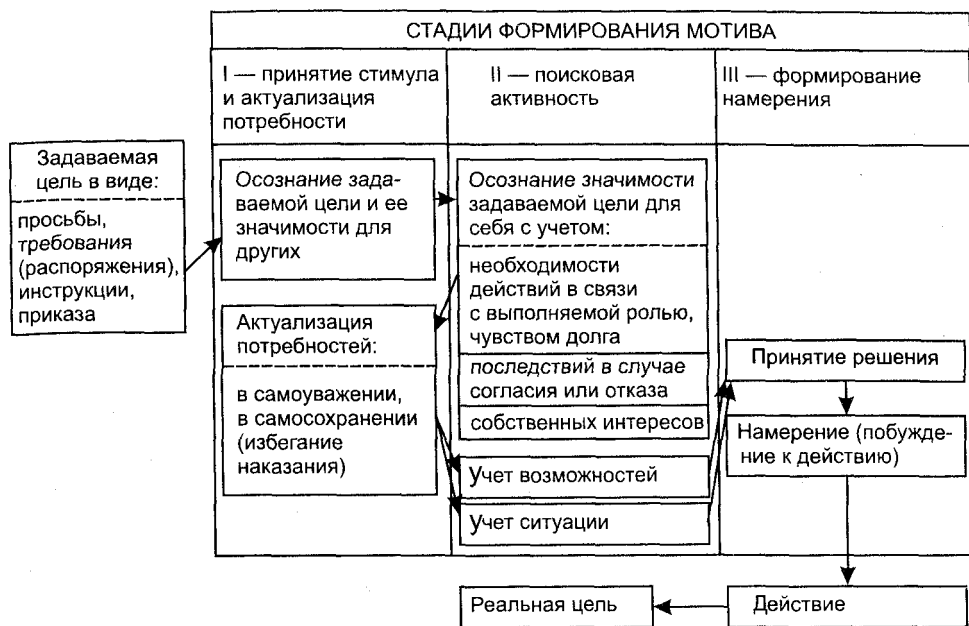 СТАДИИ ФОРМИРОВАНИЯ МОТИВА
I — принятие стимула
и актуализация
потребности
II — поисковая
активность
III — формирование
намерения
Задаваемая
цель в виде:
просьбы,
требования
(распоряжения),
инструкции,
приказа
Осознание зада-
ваемой цели и ее
значимости для
других
Осознание значимости
задаваемой цели для
себя с учетом:
необходимости
действий в связи
с выполняемой ролью,
чувством долга
последствий в случае
согласия или отказа
собственных интересов
Актуализация
потребностей:
в самоуважении,
в самосохранении
(избегание
наказания)
Учет возможностей
Учет ситуации
Принятие решения
Намерение (побужде-
ние к действию)
Действие
Реальная цель